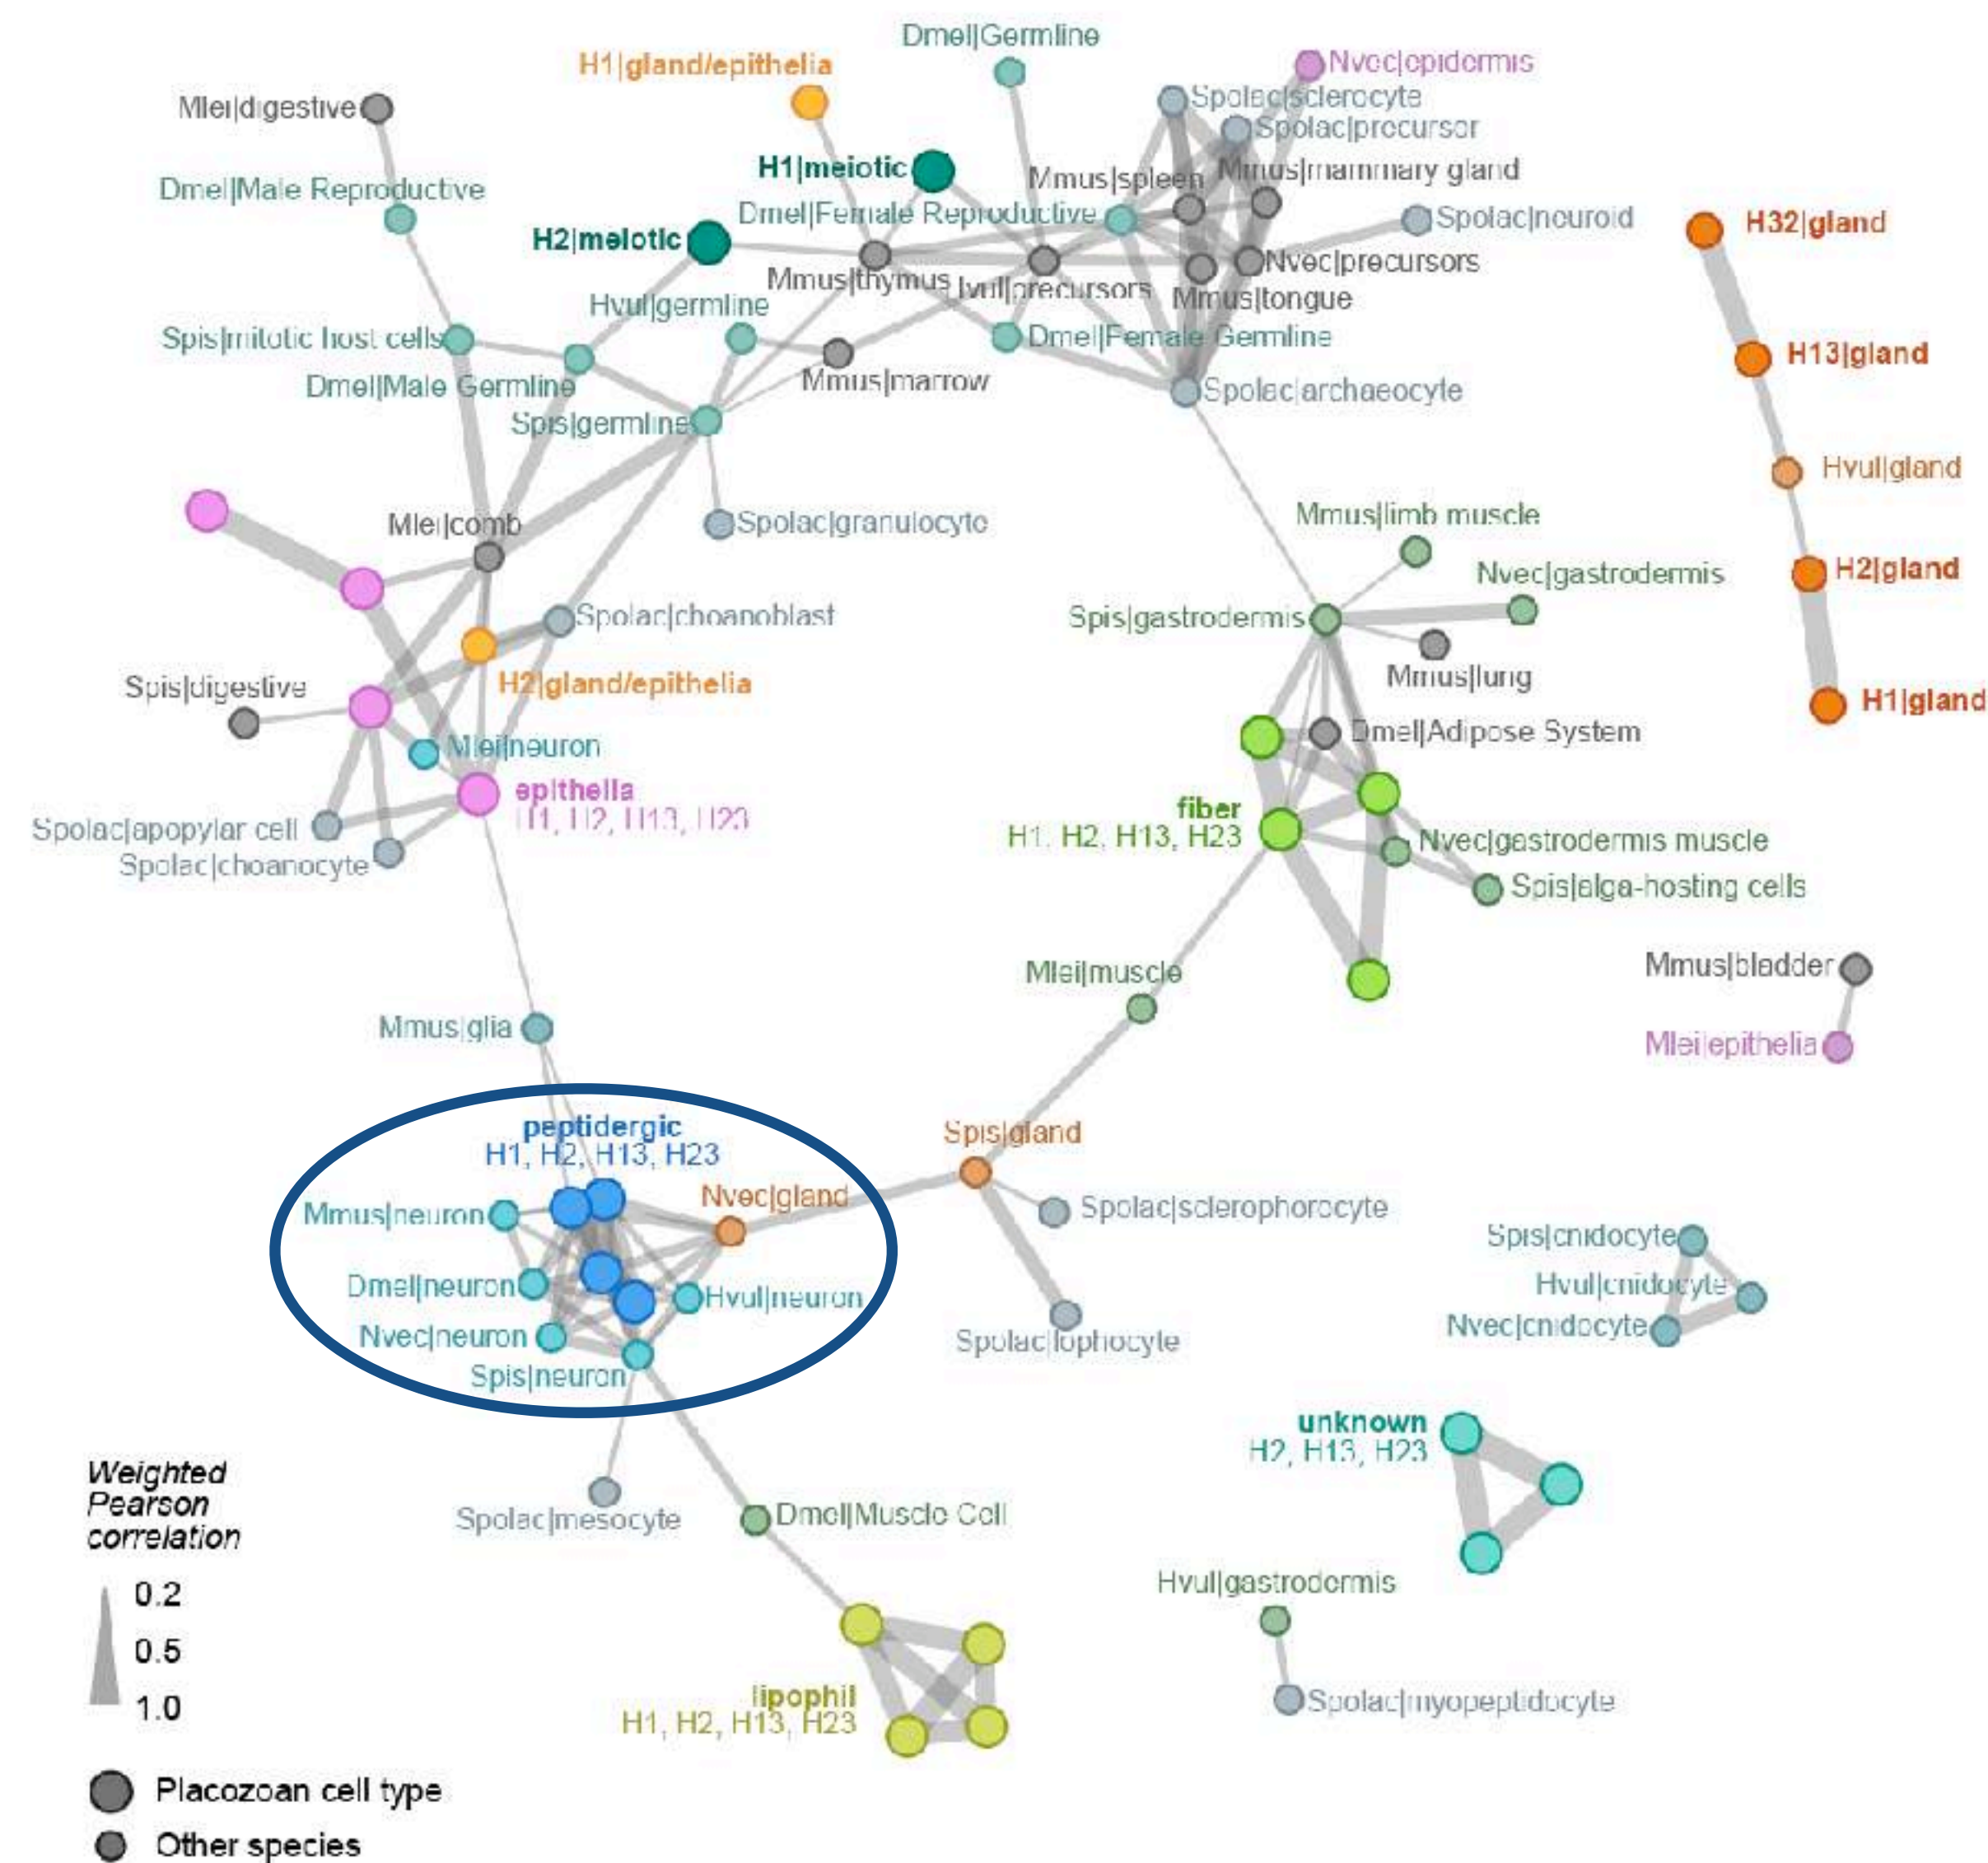 Dmel|Germline
H1|gland/epithelia
Nvec|epidermis
Mlei|digestive
Spolac|sclerocyte
Spolac|precursor
H1|meiotic
Mmus|spleen
Mmus|mammary gland
Dmel|Male Reproductive
Dmel|Female Reproductive
Spolac|neuroid
H32|gland
H2|meiotic
Nvec|precursors
Mmus|thymus
lvul|precursors
Mmus|tongue
Hvul|germline
Spis|mitotic host cells
Dmel|Female Germline
H13|gland
Dmel|Male Germline
Mmus|marrow
Spolac|archaeocyte
Spis|germline
Hvul|gland
Mlei|comb
Spolac|granulocyte
Mmus|limb muscle
Nvec|gastrodermis
H2|gland
Spolac|choanoblast
Spis|gastrodermis
Mmus|lung
Spis|digestive
H2|gland/epithelia
H1|gland
Mlei|neuron
Dmel|Adipose System
epithelia
H1, H2, H13, H23
fiber
H1, H2, H13, H23
Spolac|apopylar cell
Spolac|choanocyte
Nvec|gastrodermis muscle
Spis|alga-hosting cells
Mlei|muscle
Mmus|bladder
Mmus|glia
Mlei|epithelia
peptidergic
H1, H2, H13, H23
Spis|gland
Mmus|neuron
Nvec|gland
Spolac|sclerophorocyte
Spis|cnidocyte
Dmel|neuron
Hvul|neuron
Hvul|cnidocyte
Nvec|neuron
Spolac|lophocyte
Nvec|cnidocyte
Spis|neuron
unknown
H2, H13, H23
Weighted
Pearson
correlation
0.2
0.5
1.0
Spolac|mesocyte
Dmel|Muscle Cell
Hvul|gastrodermis
lipophil
H1, H2, H13, H23
Spolac|myopeptidocyte
Placozoan cell type
Other species